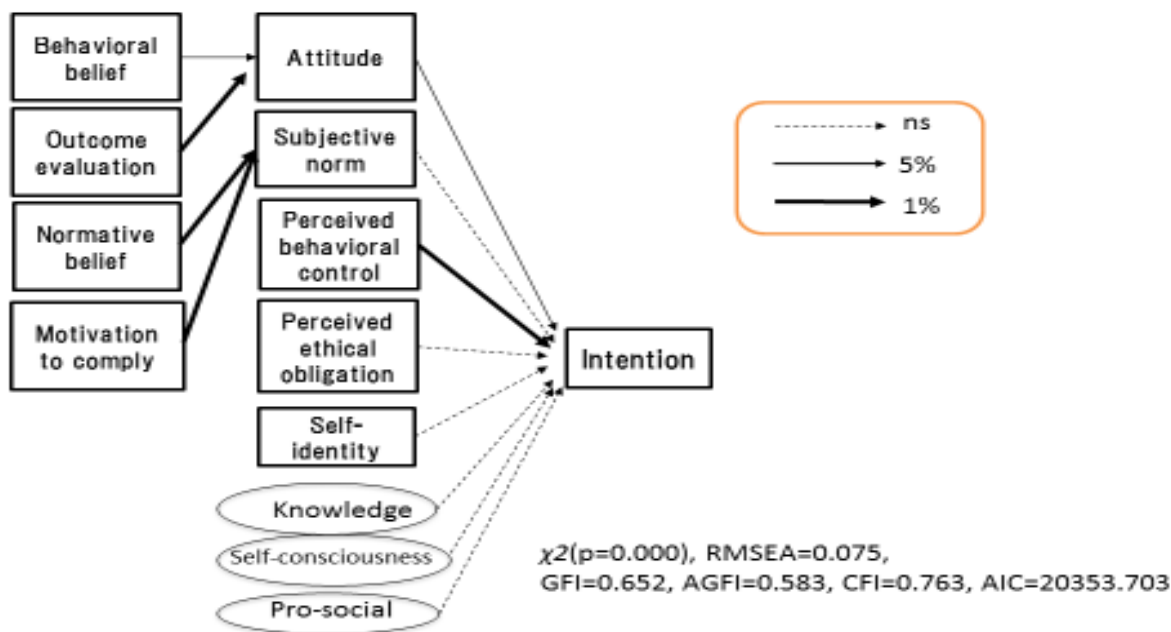 Behavioral
belief
Attitude
Outcome
evaluation
Subjective
norm
Normative
belief
Perceived
behavioral
control
Motivation
to comply
Perceived
ethical
obligation
Self-
identity
Knowledge
Self-consciousness
Pro-social
Intention
ns
5%
1%
χ2(p=0.000), RMSEA=0.075,
GFI=0.652, AGFI=0.583, CFI=0.763, AIC=20353.703